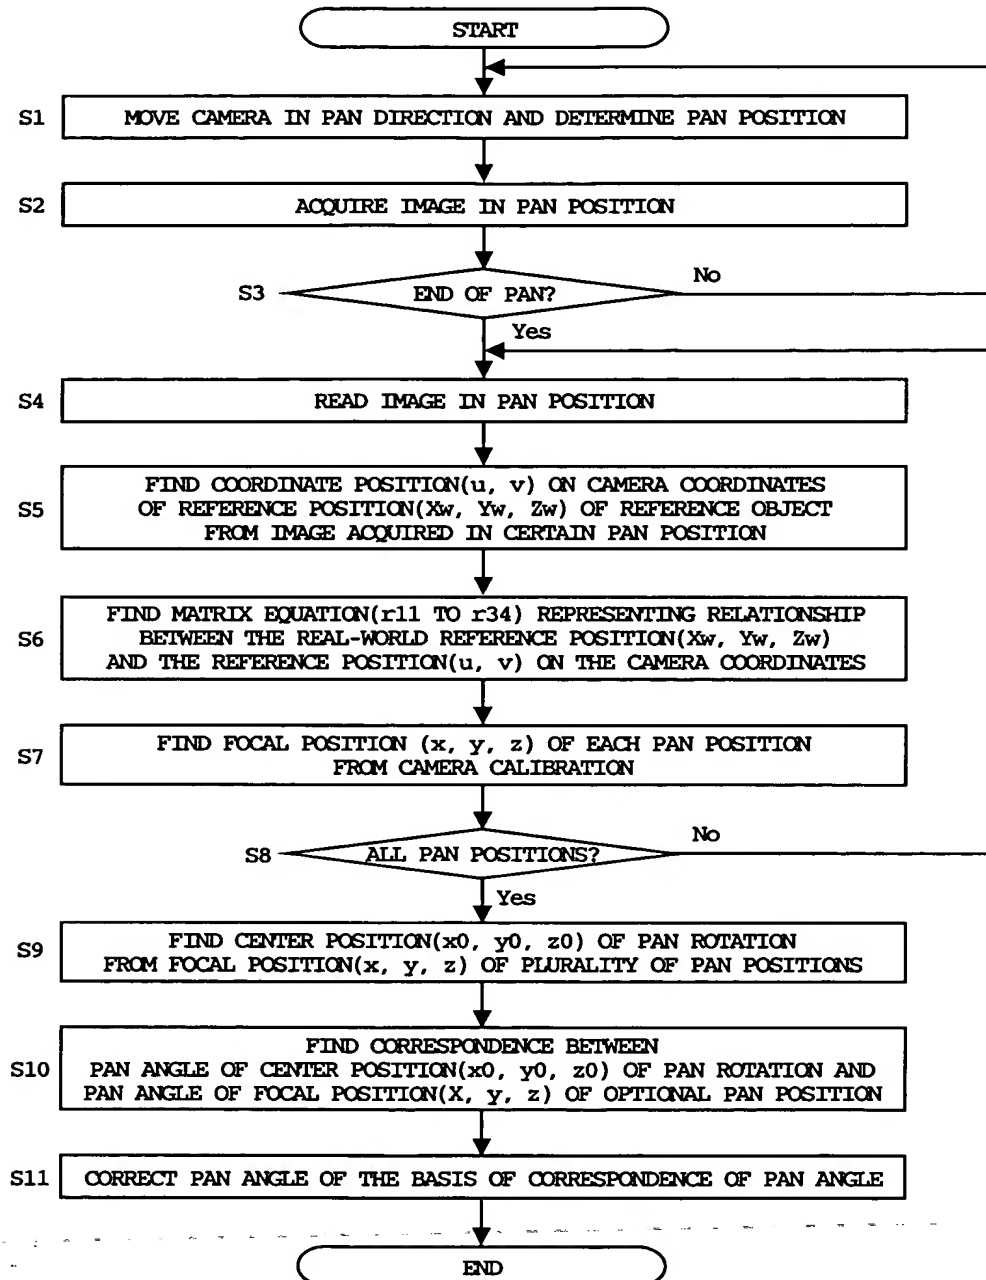 START
S1 MOVE CAMERA IN PAN DIRECTION AND DETERMINE PAN POSITION
S2 ACQUIRE IMAGE IN PAN POSITION
S3 END OF PAN? No
Yes
S4 READ IMAGE IN PAN POSITION
FIND COORDINATE POSITION(u, v) ON CAMERA COORDINATES
S5 OF REFERENCE POSITION(Xw, Yw, Zw) OF REFERENCE OBJECT
FROM IMAGE ACQUIRED IN CERTAIN PAN POSITION
FIND MATRIX EQUATION(r11 TO r34) REPRESENTING RELATIONSHIP
S6 BETWEEN THE REAL-WORLD REFERENCE POSITION(Xw, Yw, Zw)
AND THE REFERENCE POSITION(u, v) ON THE CAMERA COORDINATES
S7 FIND FOCAL POSITION (x, y, z) OF EACH PAN POSITION
FROM CAMERA CALIBRATION
S8 ALL PAN POSITIONS? No
Yes
S9 FIND CENTER POSITION(x0, y0, z0) OF PAN ROTATION
FROM FOCAL POSITION(x, y, z) OF PLURALITY OF PAN POSITIONS
FIND CORRESPONDENCE BETWEEN
S10 PAN ANGLE OF CENTER POSITION(x0, y0, z0) OF PAN ROTATION AND
PAN ANGLE OF FOCAL POSITION(X, y, z) OF OPTIONAL PAN POSITION
S11 CORRECT PAN ANGLE OF THE BASIS OF CORRESPONDENCE OF PAN ANGLE
END